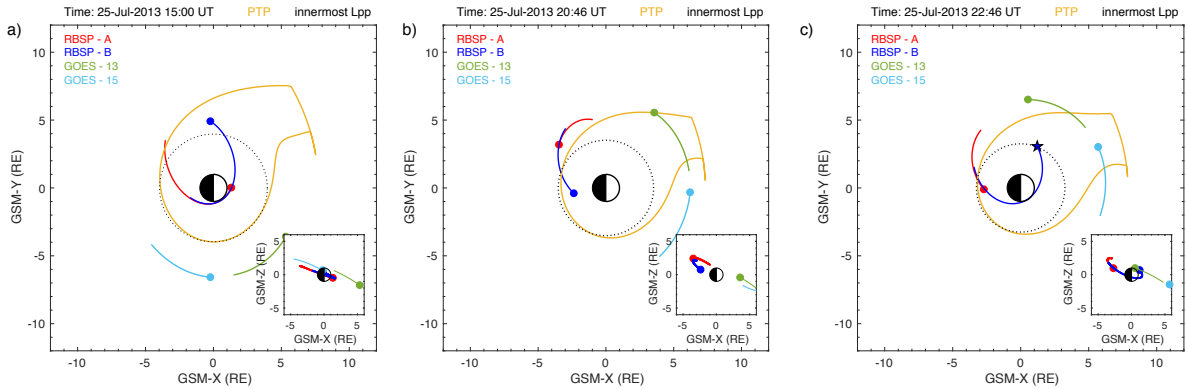 Time: 25-Jul-2013 15:00 UT PTP innermost Lpp
a)
RBSP - A
RBSP - B
GOES - 13
GOES - 15
10
5
0
-5
-10
GSM-Y (RE)
-10 -5 0 5 10
GSM-X (RE)
5
0
-5
GSM-Z (RE)
-5 0 5
GSM-X (RE)
Time: 25-Jul-2013 20:46 UT PTP innermost Lpp
b)
RBSP - A
RBSP - B
GOES - 13
GOES - 15
10
5
0
-5
-10
GSM-Y (RE)
-10 -5 0 5 10
GSM-X (RE)
5
0
-5
GSM-Z (RE)
-5 0 5
GSM-X (RE)
Time: 25-Jul-2013 22:46 UT PTP innermost Lpp
c)
RBSP - A
RBSP - B
GOES - 13
GOES - 15
10
5
0
-5
-10
GSM-Y (RE)
-10 -5 0 5 10
GSM-X (RE)
5
0
-5
GSM-Z (RE)
-5 0 5
GSM-X (RE)